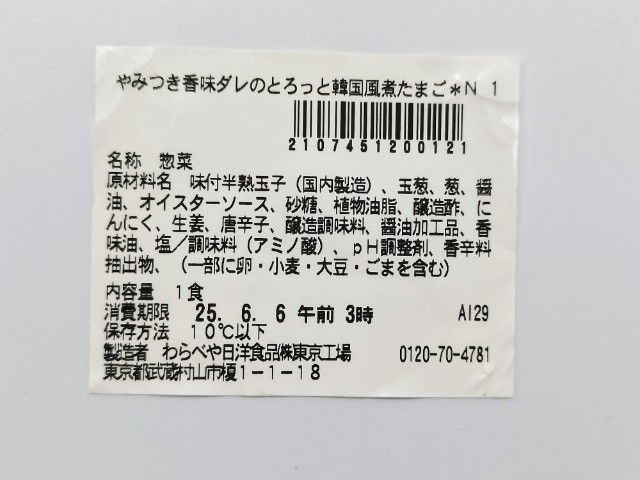 やみつき香味ダレのとろっと韓国風煮たまご*N 1
2107451200121
名称 惣菜
原材料名 味付半熟玉子（国内製造）、玉葱、葱、醤
油、オイスターソース、砂糖、植物油脂、醸造酢、に
んにく、生姜、唐辛子、醸造調味料、醤油加工品、香
味油、塩／調味料（アミノ酸）、pH調整剤、香辛料
抽出物、（一部に卵・小麦・大豆・ごまを含む）
内容量 1食
消費期限 25. 6. 6 午前 3時 AI29
保存方法 10℃以下
製造者 わらべや日洋食品㈱東京工場 0120-70-4781
東京都武蔵村山市榎1-1-18